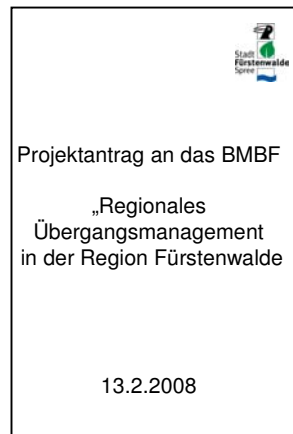 Stadt
Fürstenwalde
Spree
Projektantrag an das BMBF
„Regionales
Übergangsmanagement
in der Region Fürstenwalde
13.2.2008